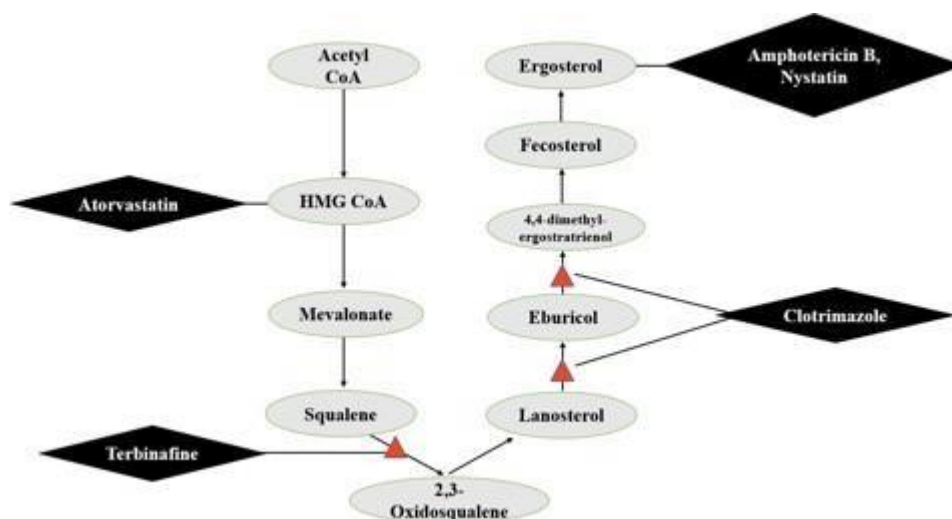 Acetyl
CoA
Atorvastatin
HMG CoA
Mevalonate
Squalene
Terbinafine
2,3-
Oxidosqualene
Lanosterol
Eburicol
Clotrimazole
4,4-dimethyl-
ergostratrienol
Fecosterol
Ergosterol
Amphotericin B,
Nystatin